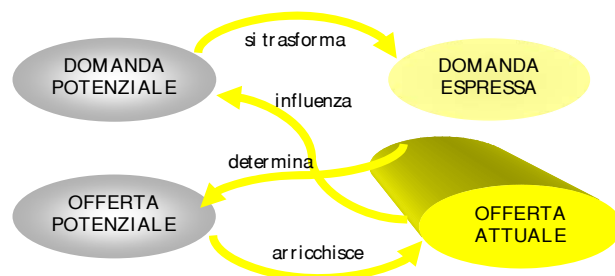 si trasforma
DOMANDA
POTENZIALE
DOMANDA
ESPRESSA
influenza
determina
OFFERTA
POTENZIALE
OFFERTA
ATTUALE
arricchisce